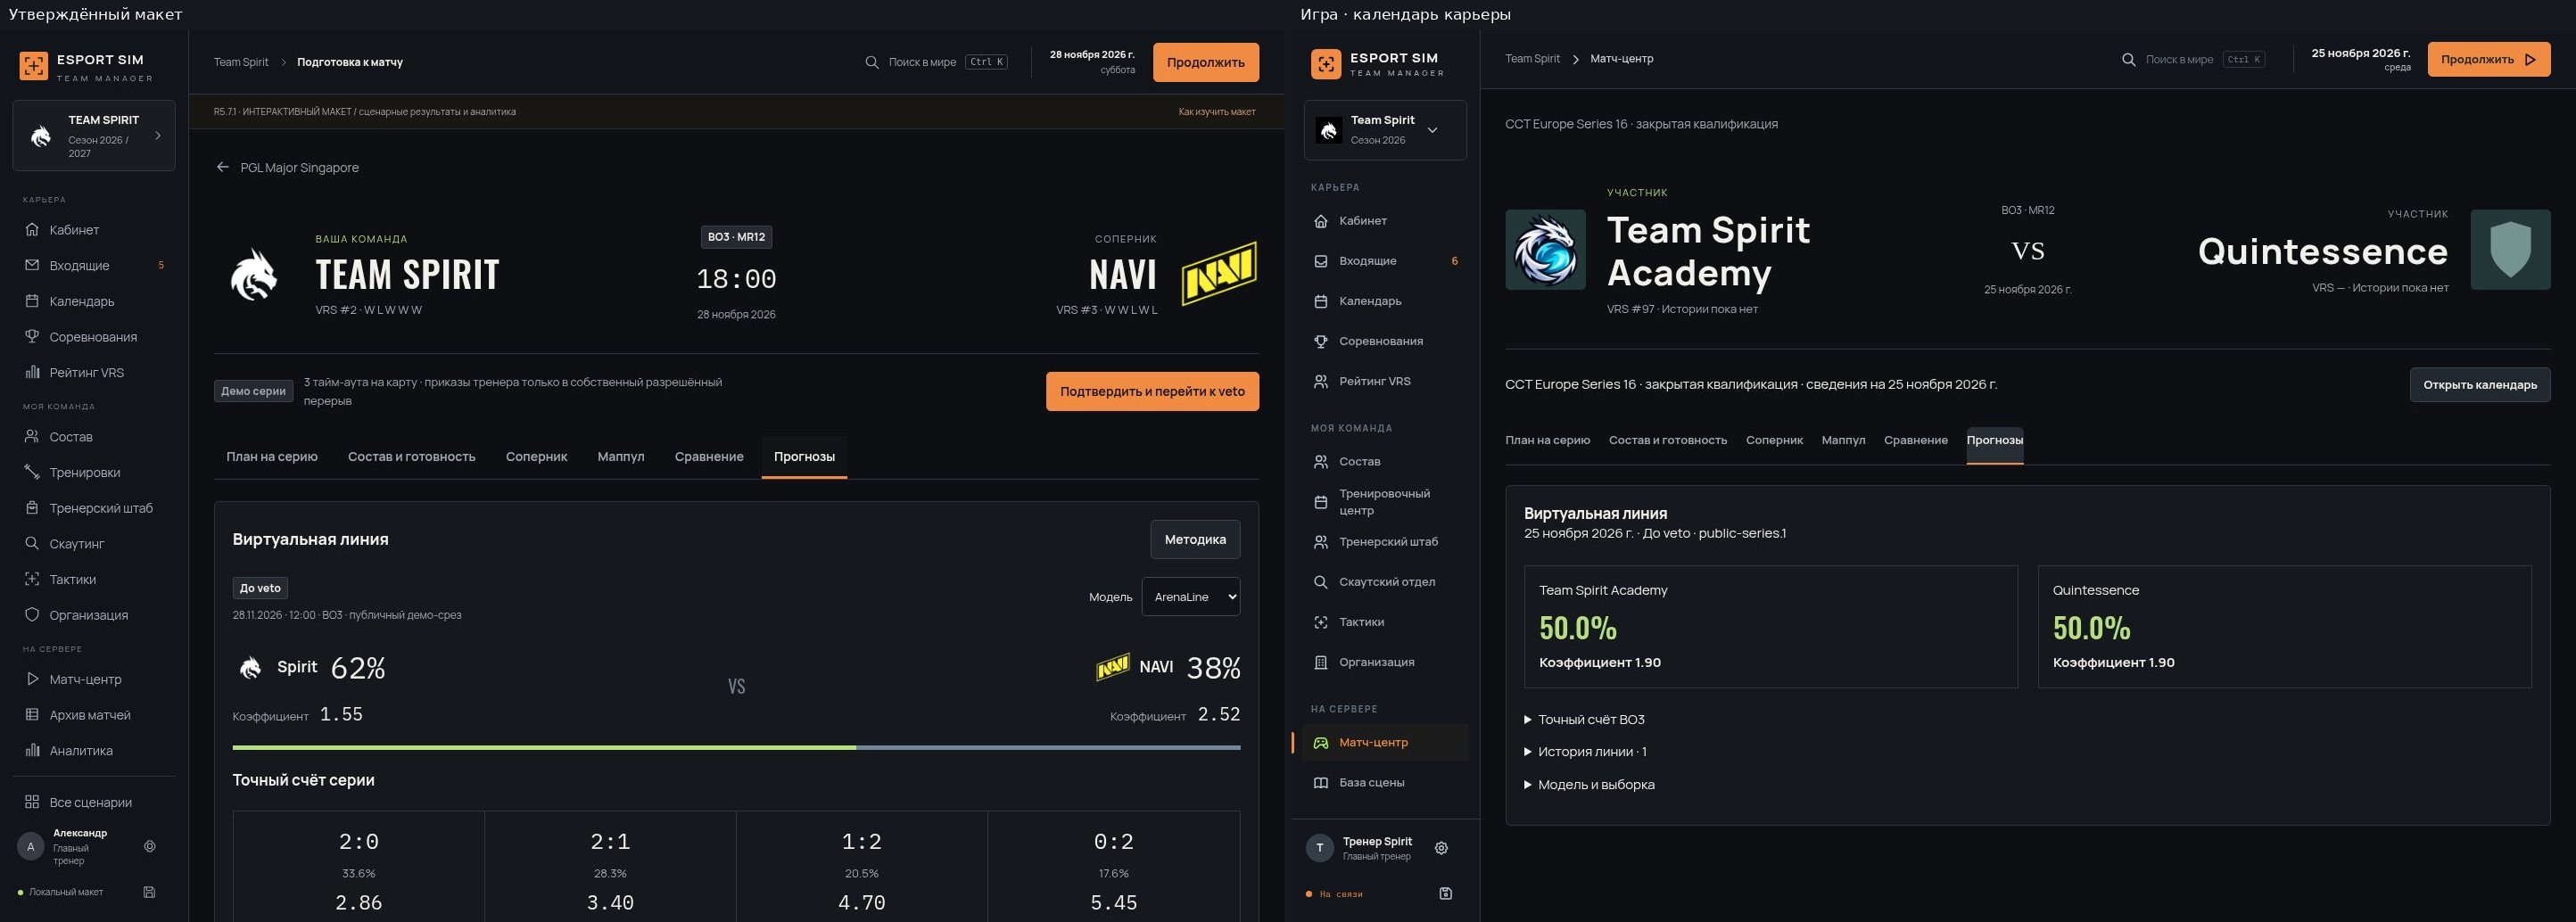 Утверждённый макет
ESPORT SIM
TEAM MANAGER
TEAM SPIRIT
Сезон 2026 /
2027
КАРЬЕРА
Кабинет
Входящие 5
Календарь
Соревнования
Рейтинг VRS
МОЯ КОМАНДА
Состав
Тренировки
Тренерский штаб
Скаутинг
Тактики
Организация
НА СЕРВЕРЕ
Матч-центр
Архив матчей
Аналитика
Все сценарии
А
Александр
Главный
тренер
Локальный макет
Team Spirit > Подготовка к матчу
Поиск в мире Ctrl K
28 ноября 2026 г.
суббота
Продолжить
R5.7.1 · ИНТЕРАКТИВНЫЙ МАКЕТ / сценарные результаты и аналитика
Как изучить макет
← PGL Major Singapore
ВАША КОМАНДА
TEAM SPIRIT
VRS #2 · W L W W W
BO3 · MR12
18:00
28 ноября 2026
СОПЕРНИК
NAVI
VRS #3 · W W L W L
NAVI
Демо серии
3 тайм-аута на карту · приказы тренера только в собственный разрешённый
перерыв
Подтвердить и перейти к veto
План на серию Состав и готовность Соперник Маппул Сравнение Прогнозы
Виртуальная линия
Методика
До veto
28.11.2026 · 12:00 · BO3 · публичный демо-срез
Модель ArenaLine
Spirit 62%
VS
NAVI NAVI 38%
Коэффициент 1.55
Коэффициент 2.52
Точный счёт серии
2:0 2:1 1:2 0:2
33.6% 28.3% 20.5% 17.6%
2.86 3.40 4.70 5.45
Игра · календарь карьеры
ESPORT SIM
TEAM MANAGER
Team Spirit
Сезон 2026
КАРЬЕРА
Кабинет
Входящие 6
Календарь
Соревнования
Рейтинг VRS
МОЯ КОМАНДА
Состав
Тренировочный
центр
Тренерский штаб
Скаутский отдел
Тактики
Организация
НА СЕРВЕРЕ
Матч-центр
База сцены
Т
Тренер Spirit
Главный тренер
На связи
Team Spirit > Матч-центр
Поиск в мире Ctrl K
25 ноября 2026 г.
среда
Продолжить
CCT Europe Series 16 · закрытая квалификация
УЧАСТНИК
Team Spirit
Academy
VRS #97 · Истории пока нет
BO3 · MR12
VS
25 ноября 2026 г.
УЧАСТНИК
Quintessence
VRS — · Истории пока нет
CCT Europe Series 16 · закрытая квалификация · сведения на 25 ноября 2026 г.
Открыть календарь
План на серию Состав и готовность Соперник Маппул Сравнение Прогнозы
Виртуальная линия
25 ноября 2026 г. · До veto · public-series.1
Team Spirit Academy
50.0%
Коэффициент 1.90
Quintessence
50.0%
Коэффициент 1.90
▶ Точный счёт BO3
▶ История линии · 1
▶ Модель и выборка